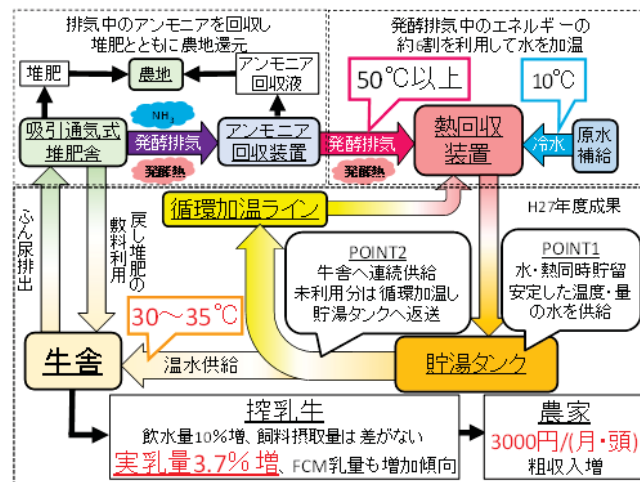 排気中のアンモニアを回収し
堆肥とともに農地還元
発酵排気中のエネルギーの
約6割を利用して水を加温
堆肥
農地
アンモニア
回収液
50℃以上
10℃
吸引通気式
堆肥舎
NH₃
発酵排気
発酵熱
アンモニア
回収装置
発酵排気
発酵熱
熱回収
装置
冷水
原水
補給
循環加温ライン
H27年度成果
ふん尿排出
戻し堆肥の
敷料利用
POINT2
牛舎へ連続供給
未利用分は循環加温し
貯湯タンクへ返送
POINT1
水・熱同時貯留
安定した温度・量
の水を供給
30～35℃
牛舎
温水供給
貯湯タンク
搾乳牛
飲水量10％増、飼料摂取量は 差がない
実乳量3.7％増、FCM乳量も増加傾向
農家
3000円/(月・頭)
粗収入増